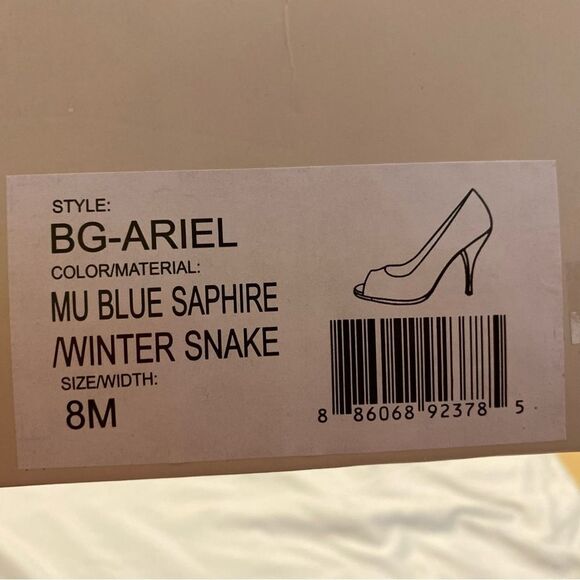 STYLE:
BG-ARIEL
COLOR/MATERIAL:
MU BLUE SAPHIRE
/WINTER SNAKE
SIZE/WIDTH:
8M
8 86068 92378 5